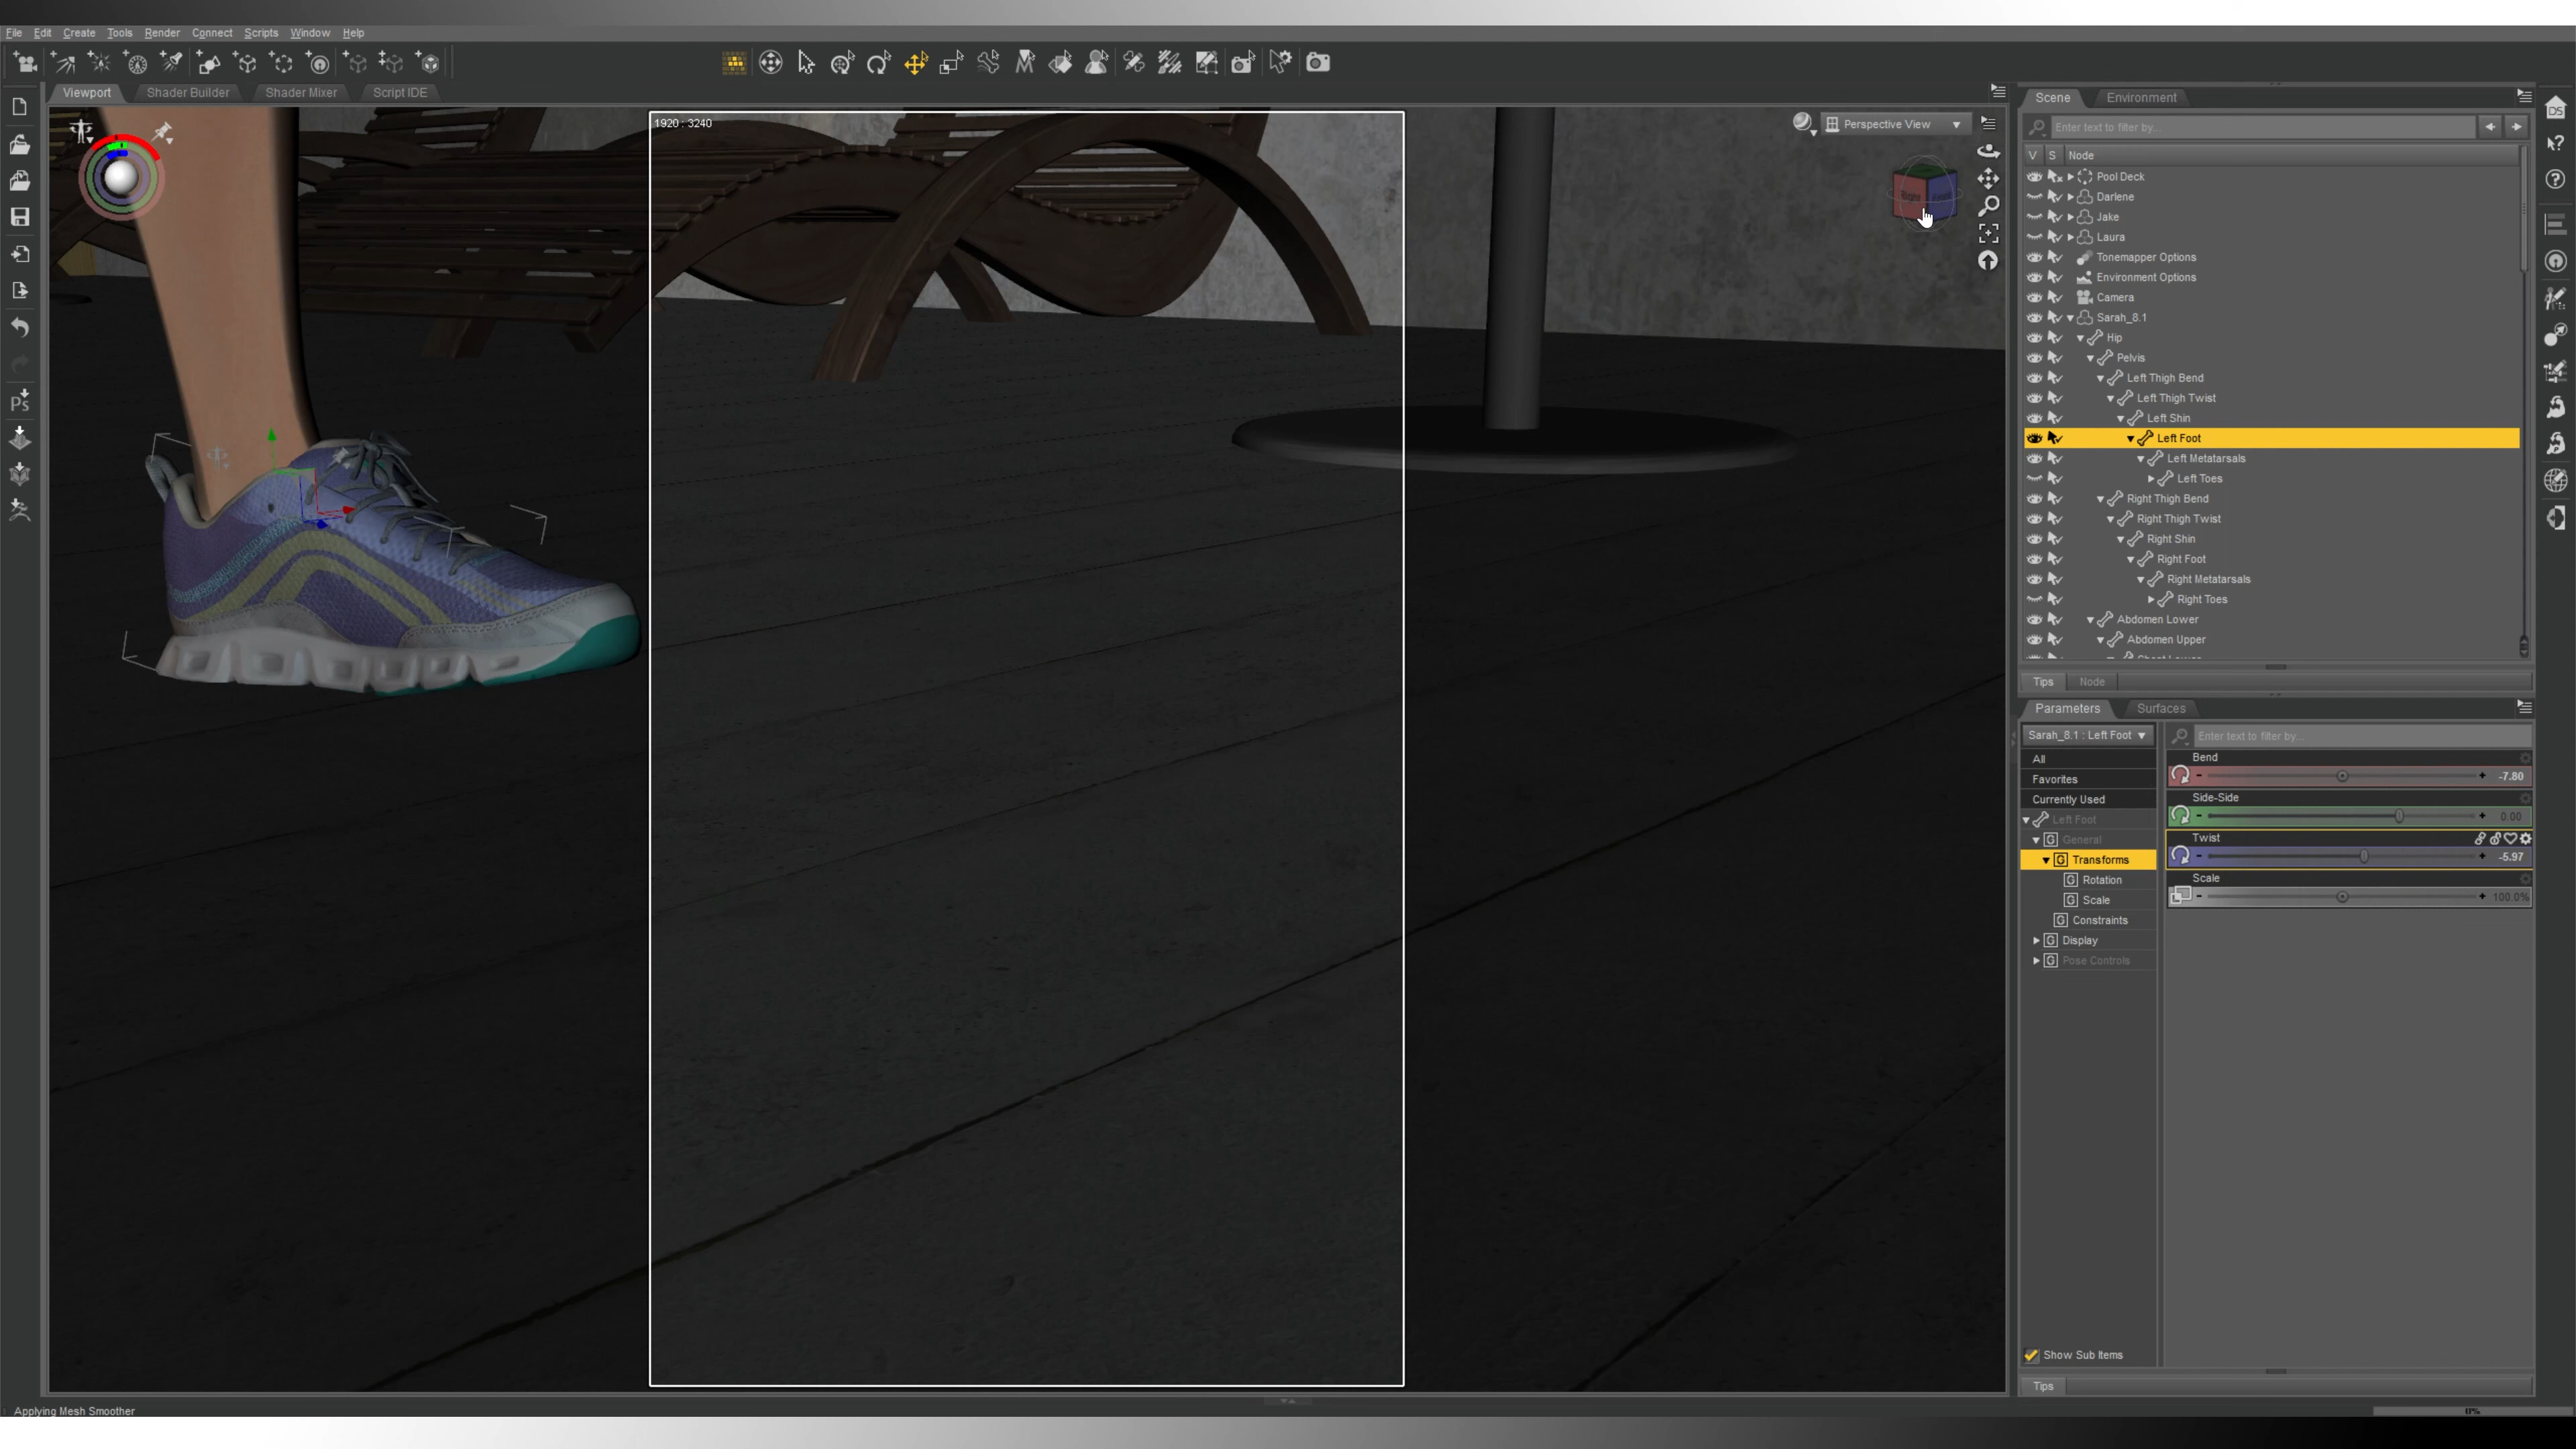 File Edit Create Tools Render Connect Scripts Window Help
Viewport Shader Builder Shader Mixer Script IDE
1920 : 3240
Perspective View
Scene Environment
Enter text to filter by...
V S Node
Pool Deck
Darlene
Jake
Laura
Tonemapper Options
Environment Options
Camera
Sarah_8.1
Hip
Pelvis
Left Thigh Bend
Left Thigh Twist
Left Shin
Left Foot
Left Metatarsals
Left Toes
Right Thigh Bend
Right Thigh Twist
Right Shin
Right Foot
Right Metatarsals
Right Toes
Abdomen Lower
Abdomen Upper
Tips Node
Parameters Surfaces
Sarah_8.1 : Left Foot
Enter text to filter by...
All
Favorites
Currently Used
Left Foot
General
Transforms
Rotation
Scale
Constraints
Display
Pose Controls
Bend
-7.80
Side-Side
0.00
Twist
-5.97
Scale
100.0%
Show Sub Items
Tips
Applying Mesh Smoother
0%
Ps
DS